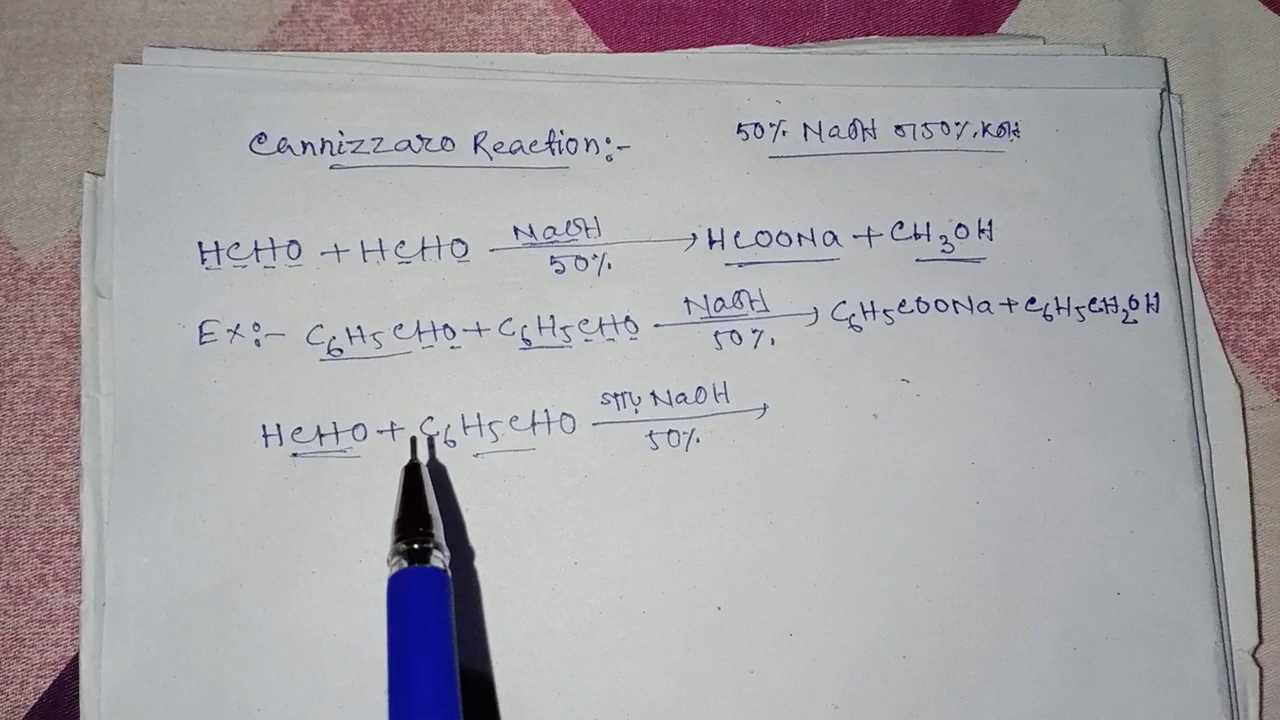 Cannizzaro Reaction:-
50% NaOH or 50% KOH
HCHO + HCHO NaOH 50% → HCOONa + CH3OH
Ex:- C6H5CHO + C6H5CHO NaOH 50% → C6H5COONa + C6H5CH2OH
HCHO + C6H5CHO NaOH 50% →